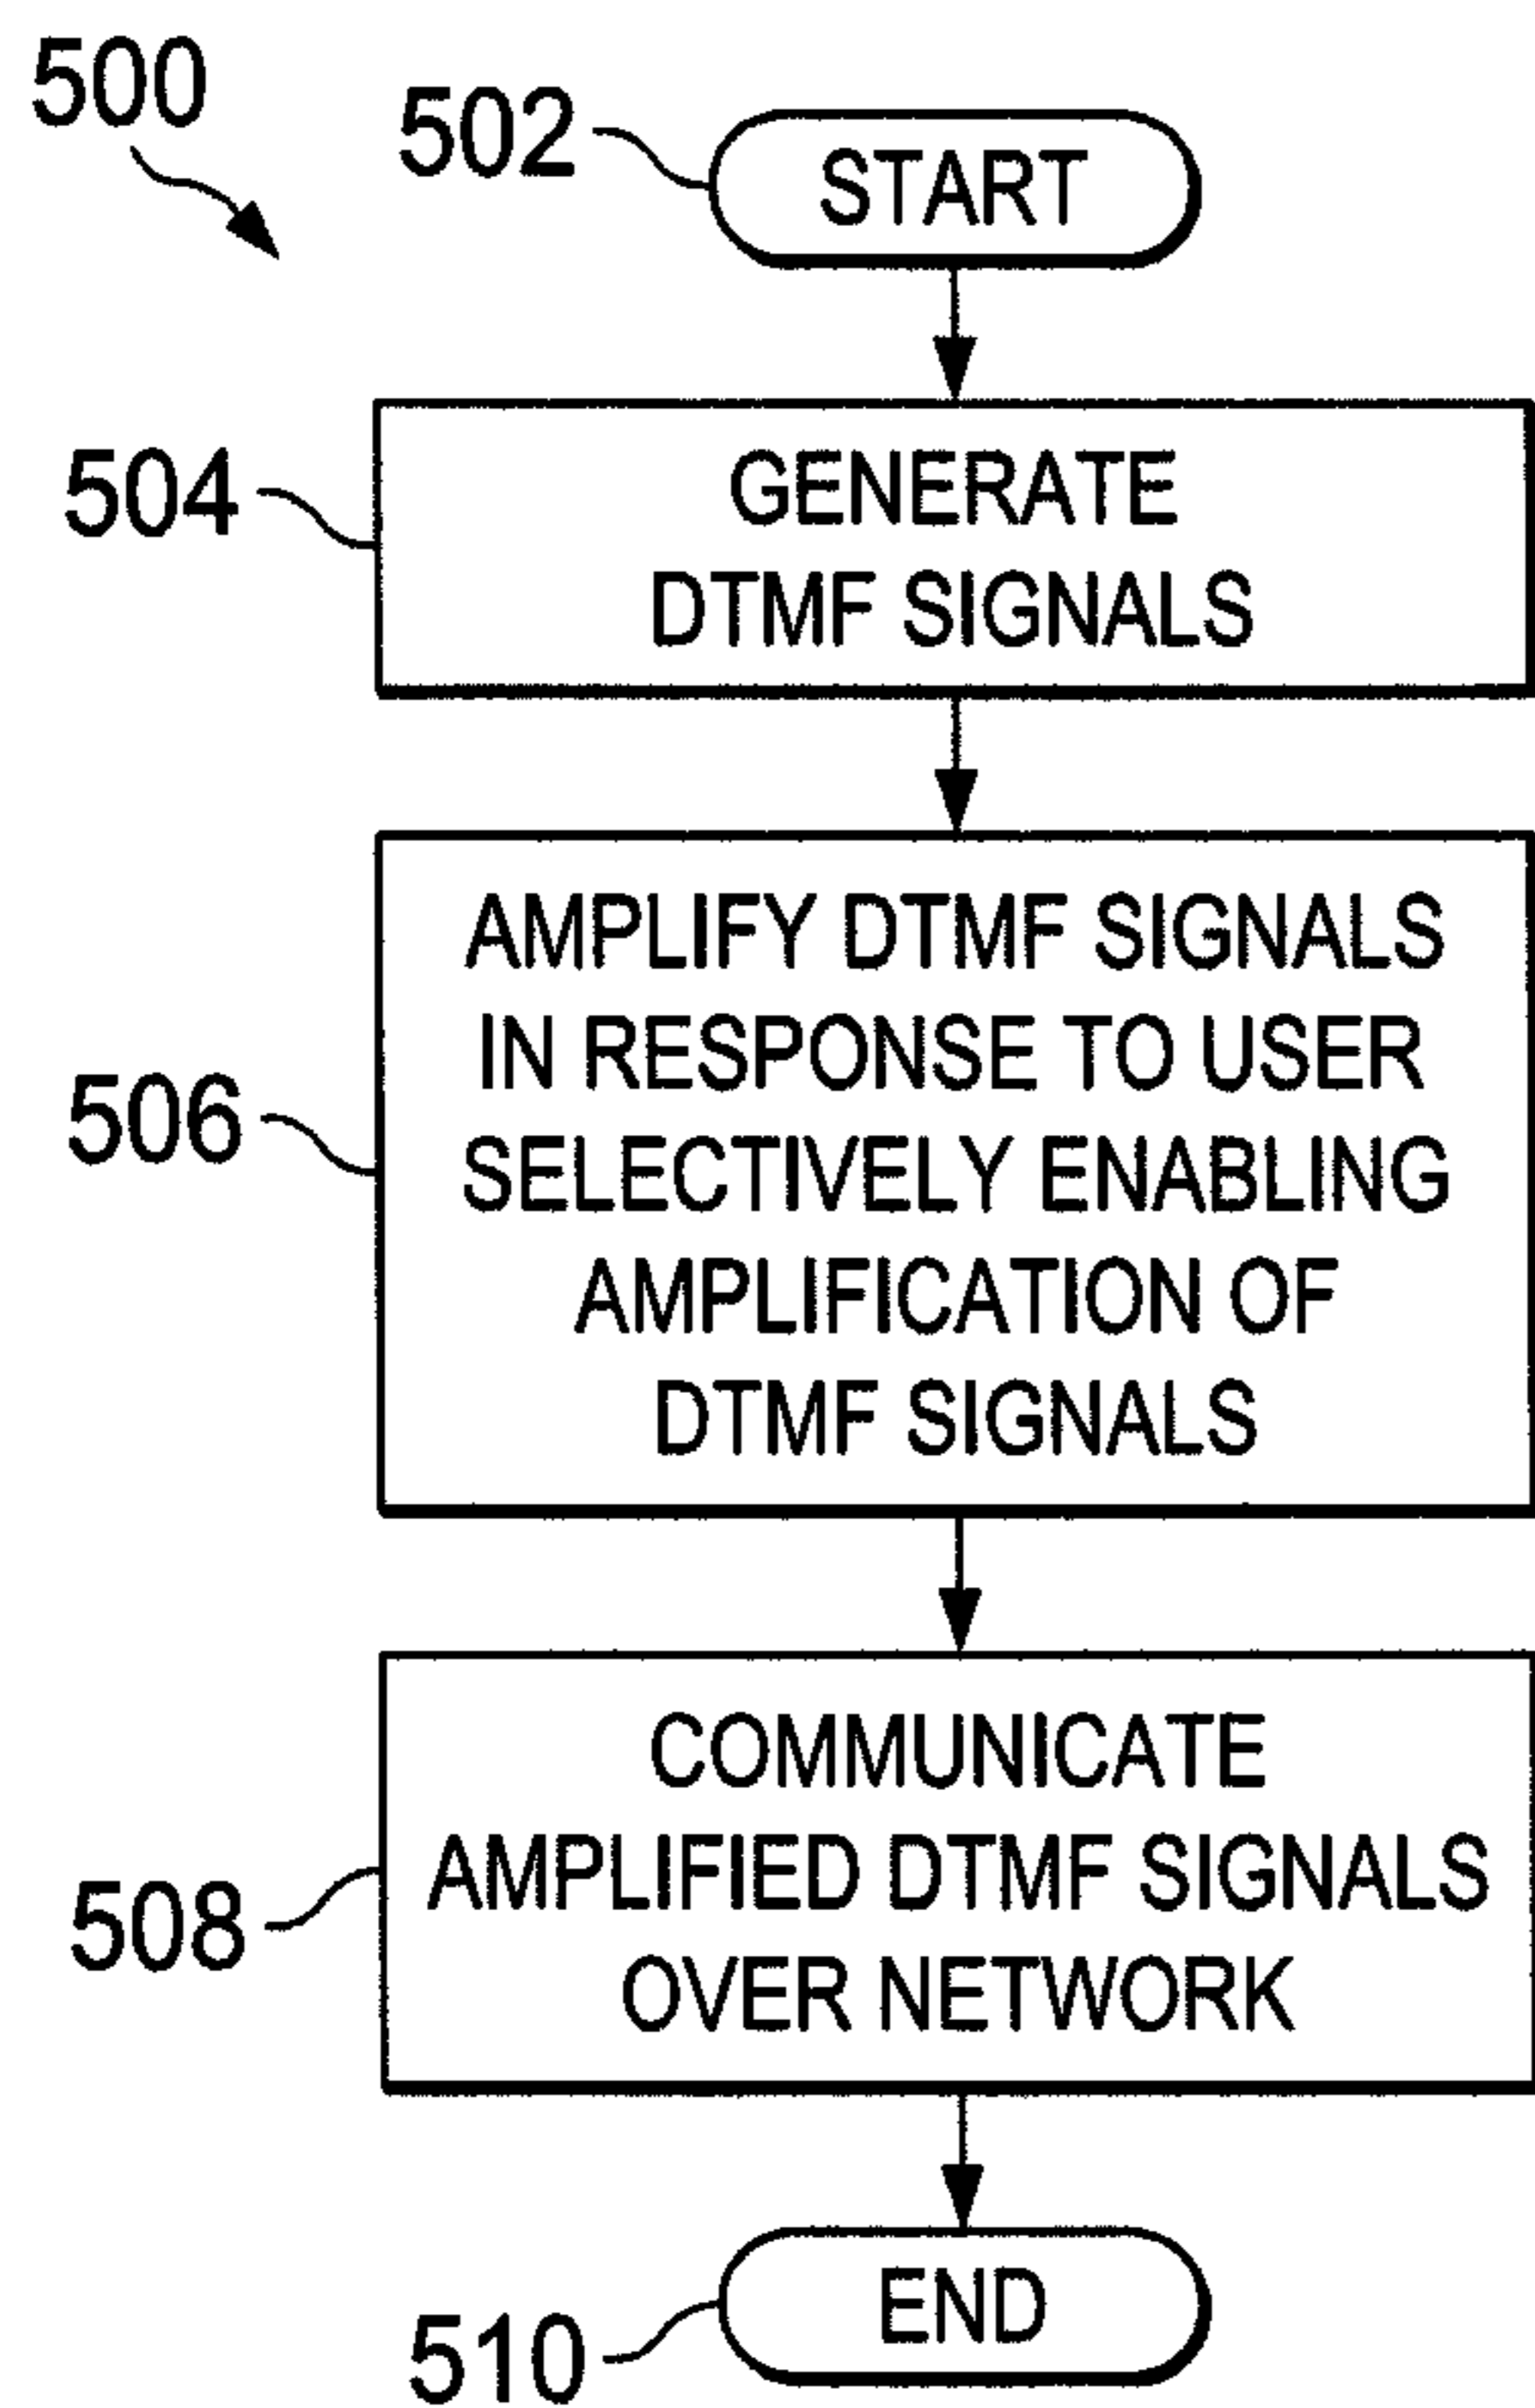 500
502
START
504
GENERATE
DTMF SIGNALS
506
AMPLIFY DTMF SIGNALS
IN RESPONSE TO USER
SELECTIVELY ENABLING
AMPLIFICATION OF
DTMF SIGNALS
508
COMMUNICATE
AMPLIFIED DTMF SIGNALS
OVER NETWORK
510
END